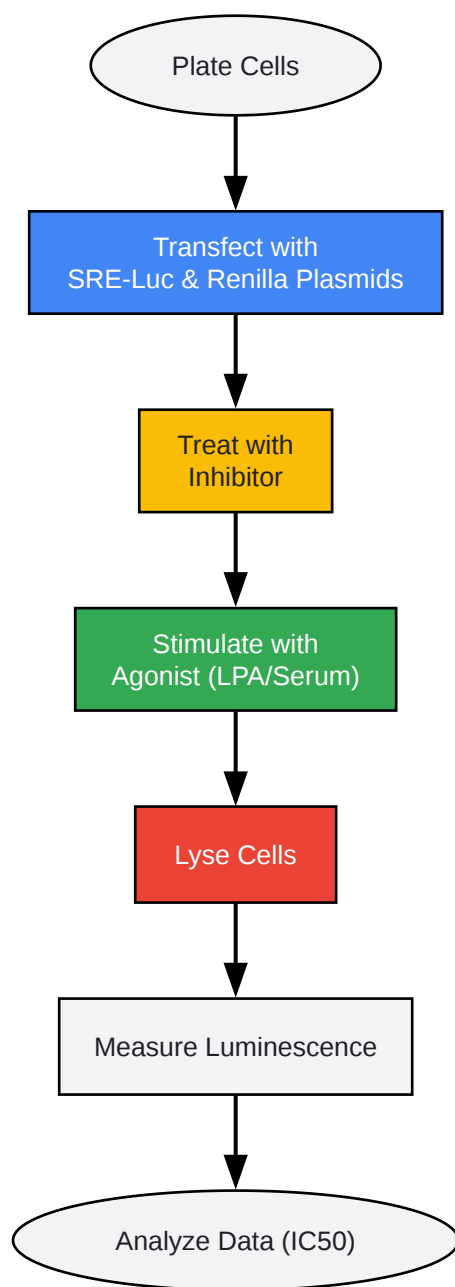 Plate Cells
Transfect with
SRE-Luc & Renilla Plasmids
Treat with
Inhibitor
Stimulate with
Agonist (LPA/Serum)
Lyse Cells
Measure Luminescence
Analyze Data (IC50)